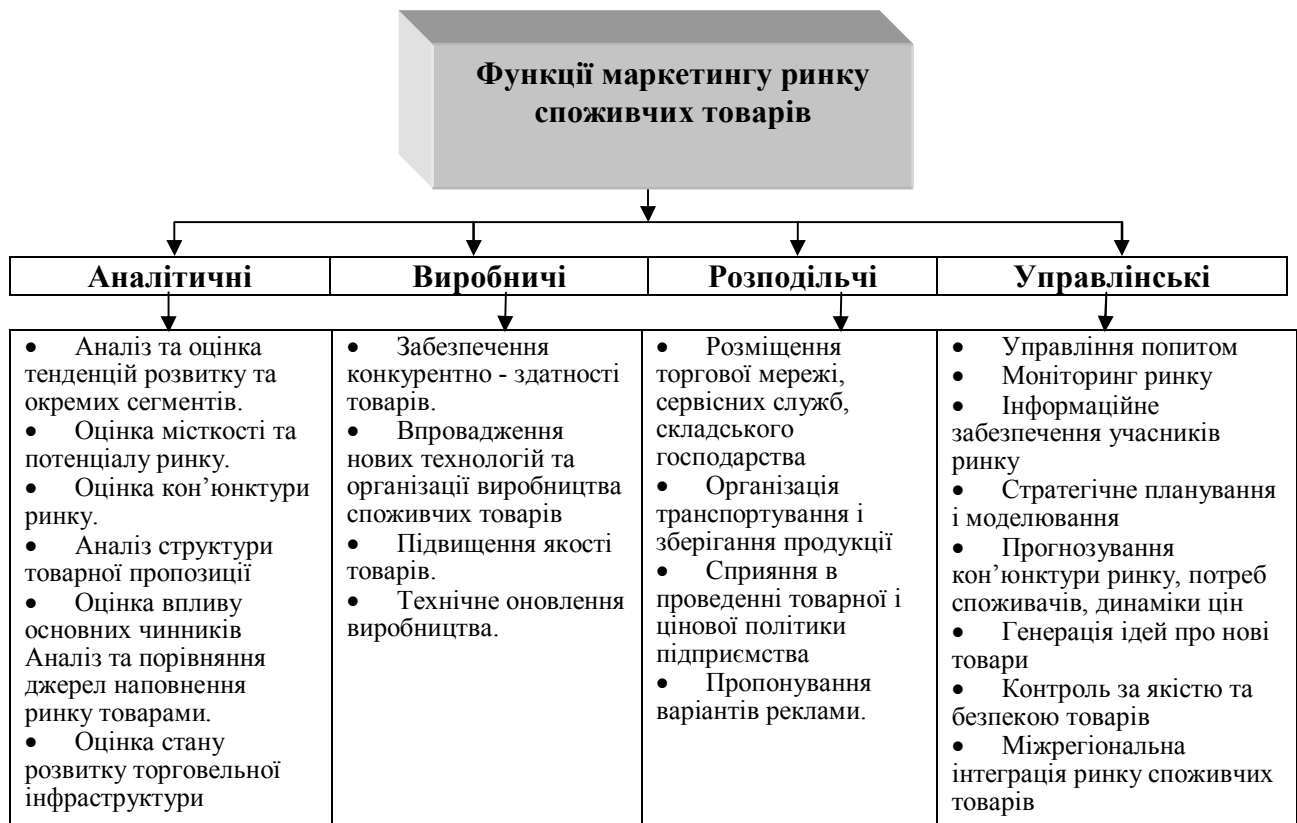 Функції маркетингу ринку
споживчих товарів
Аналітичні
Виробничі
Розподільчі
Управлінські
• Аналіз та оцінка
тенденцій розвитку та
окремих сегментів.
• Оцінка місткості та
потенціалу ринку.
• Оцінка кон’юнктури
ринку.
• Аналіз структури
товарної пропозиції
• Оцінка впливу
основних чинників
Аналіз та порівняння
джерел наповнення
ринку товарами.
• Оцінка стану
розвитку торговельної
інфраструктури
• Забезпечення
конкурентно - здатності
товарів.
• Впровадження
нових технологій та
організації виробництва
споживчих товарів
• Підвищення якості
товарів.
• Технічне оновлення
виробництва.
• Розміщення
торгової мережі,
сервісних служб,
складського
господарства
• Організація
транспортування і
зберігання продукції
• Сприяння в
проведенні товарної і
цінової політики
підприємства
• Пропонування
варіантів реклами.
• Управління попитом
• Моніторинг ринку
• Інформаційне
забезпечення учасників
ринку
• Стратегічне планування
і моделювання
• Прогнозування
кон’юнктури ринку, потреб
споживачів, динаміки цін
• Генерація ідей про нові
товари
• Контроль за якістю та
безпекою товарів
• Міжрегіональна
інтеграція ринку споживчих
товарів